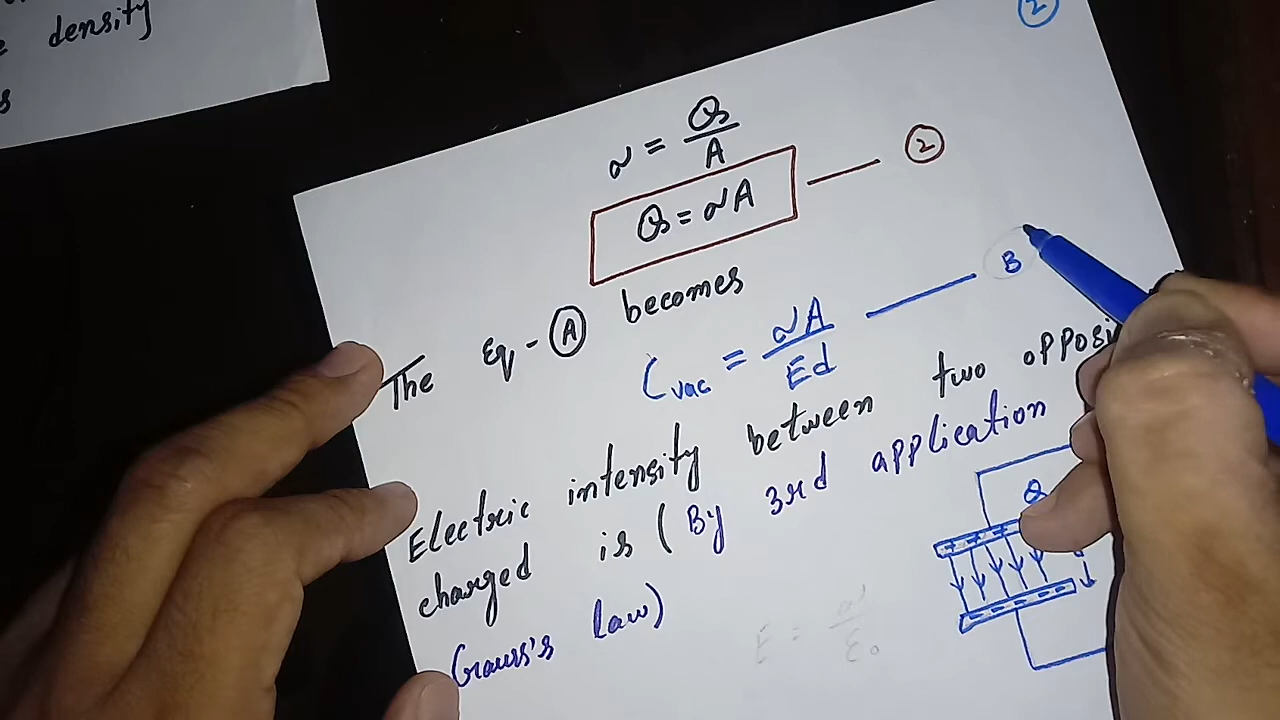 density
s
②
σ = Q/A
Q = σA ——— ②
The Eq - Ⓐ becomes
Cvac = σA/Ed ——— B
Electric intensity between two opposi
charged is (By 3rd application
Gauss's law)
E = σ/ε₀
Q